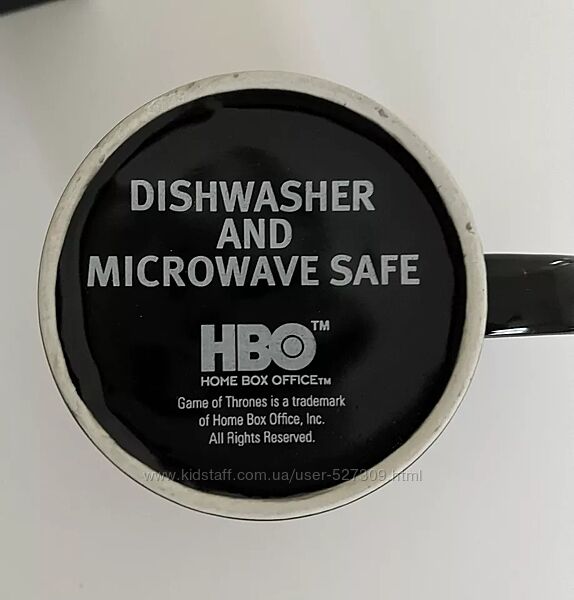 DISHWASHER
AND
MICROWAVE SAFE
HBO™
HOME BOX OFFICE™
Game of Thrones is a trademark
of Home Box Office, Inc.
All Rights Reserved.
www.kidstaff.com.ua/user-527309.html